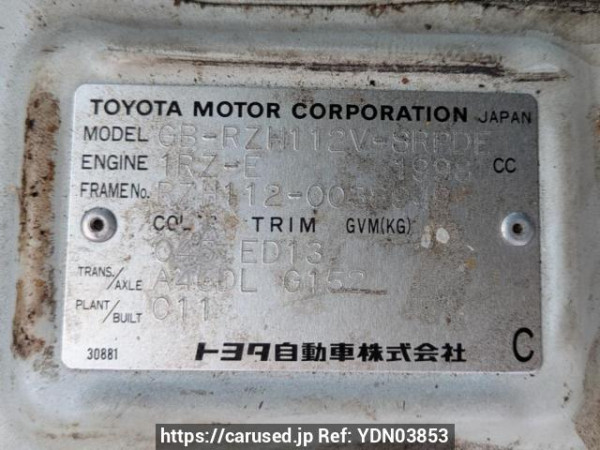 TOYOTA MOTOR CORPORATION JAPAN
MODEL GB-RZH112V-SRPDE
ENGINE 1RZ-E CC
FRAME No.
TRIM GVM(KG)
ED13
TRANS./AXLE G152
PLANT/BUILT C11
30881 トヨタ自動車株式会社 C
https://carused.jp Ref: YDN03853